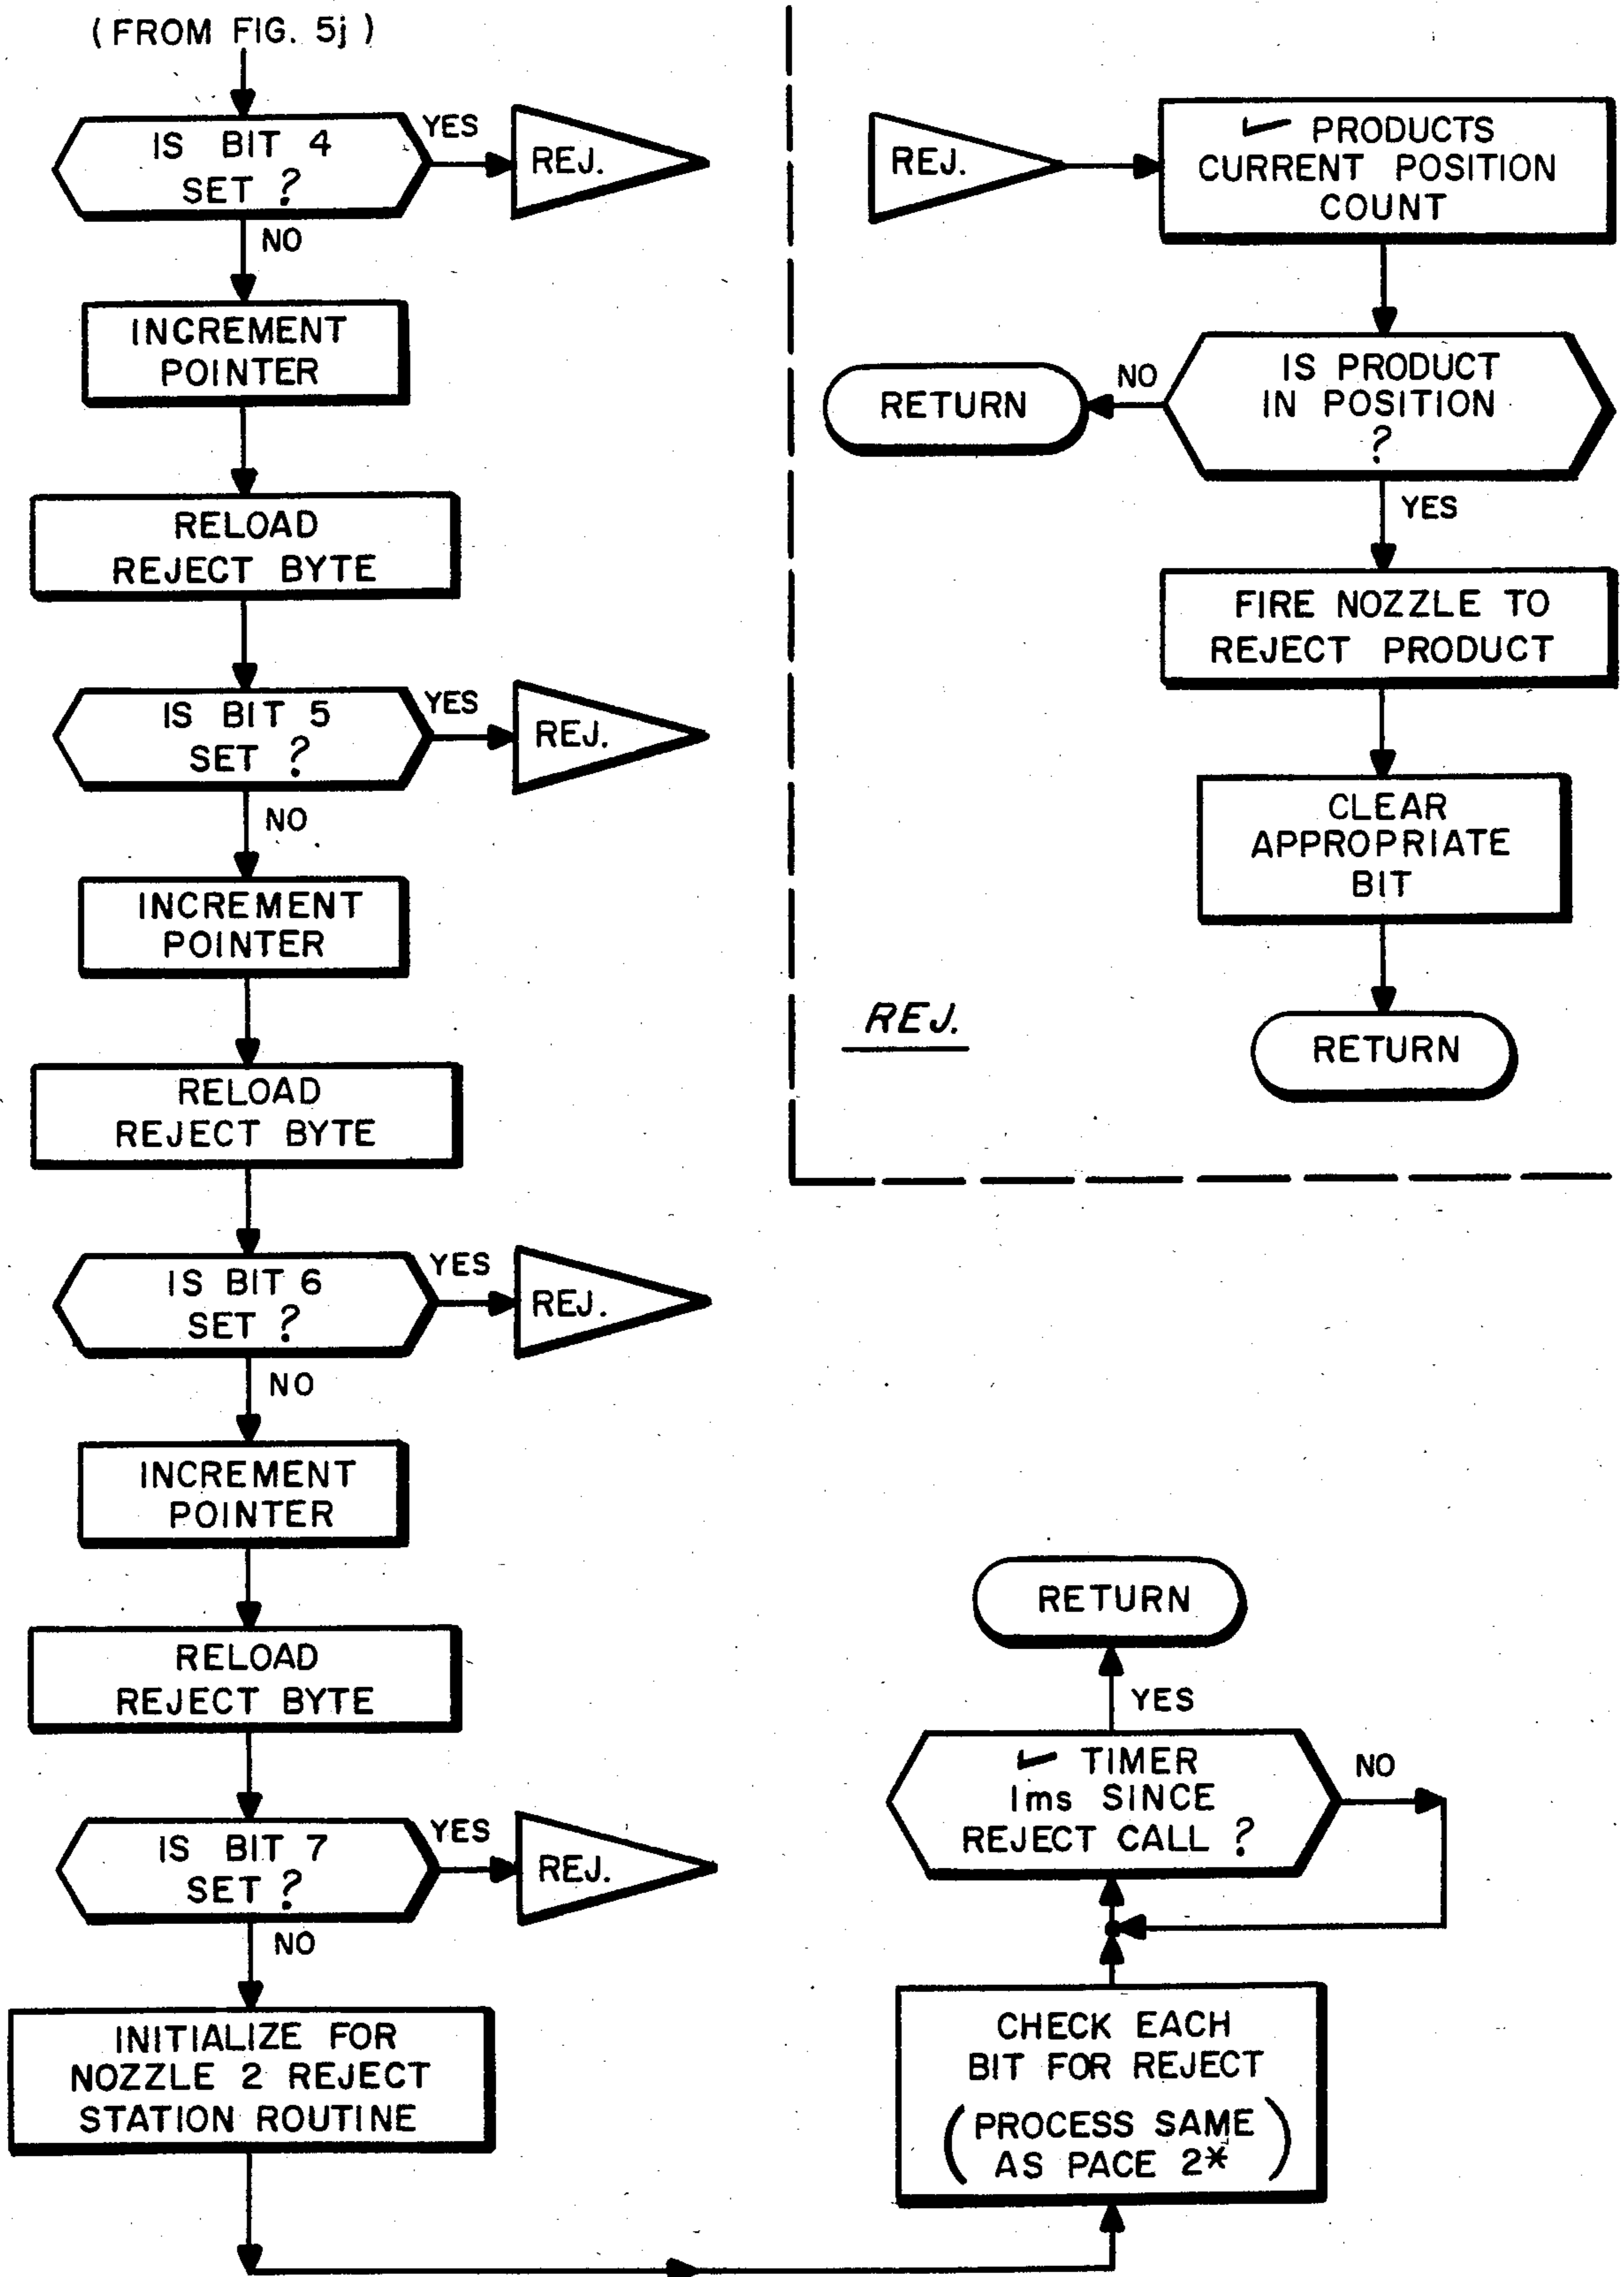 (FROM FIG. 5j)
IS BIT 4
SET ?
YES
REJ.
NO
INCREMENT
POINTER
RELOAD
REJECT BYTE
IS BIT 5
SET ?
YES
REJ.
NO
INCREMENT
POINTER
RELOAD
REJECT BYTE
IS BIT 6
SET ?
YES
REJ.
NO
INCREMENT
POINTER
RELOAD
REJECT BYTE
IS BIT 7
SET ?
YES
REJ.
NO
INITIALIZE FOR
NOZZLE 2 REJECT
STATION ROUTINE
REJ.
✓ PRODUCTS
CURRENT POSITION
COUNT
IS PRODUCT
IN POSITION
?
NO
RETURN
YES
FIRE NOZZLE TO
REJECT PRODUCT
CLEAR
APPROPRIATE
BIT
RETURN
REJ.
RETURN
YES
✓ TIMER
1ms SINCE
REJECT CALL ?
NO
CHECK EACH
BIT FOR REJECT
(PROCESS SAME
AS PACE 2*)